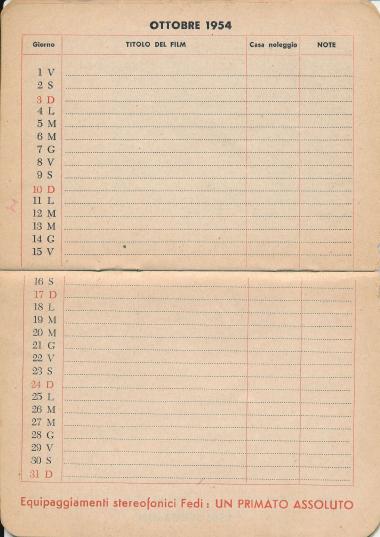 OTTOBRE 1954
Giorno TITOLO DEL FILM Casa noleggio NOTE
1 V
2 S
3 D
4 L
5 M
6 M
7 G
8 V
9 S
10 D
11 L
12 M
13 M
14 G
15 V
16 S
17 D
18 L
19 M
20 M
21 G
22 V
23 S
24 D
25 L
26 M
27 M
28 G
29 V
30 S
31 D
Equipaggiamenti stereofonici Fedi : UN PRIMATO ASSOLUTO